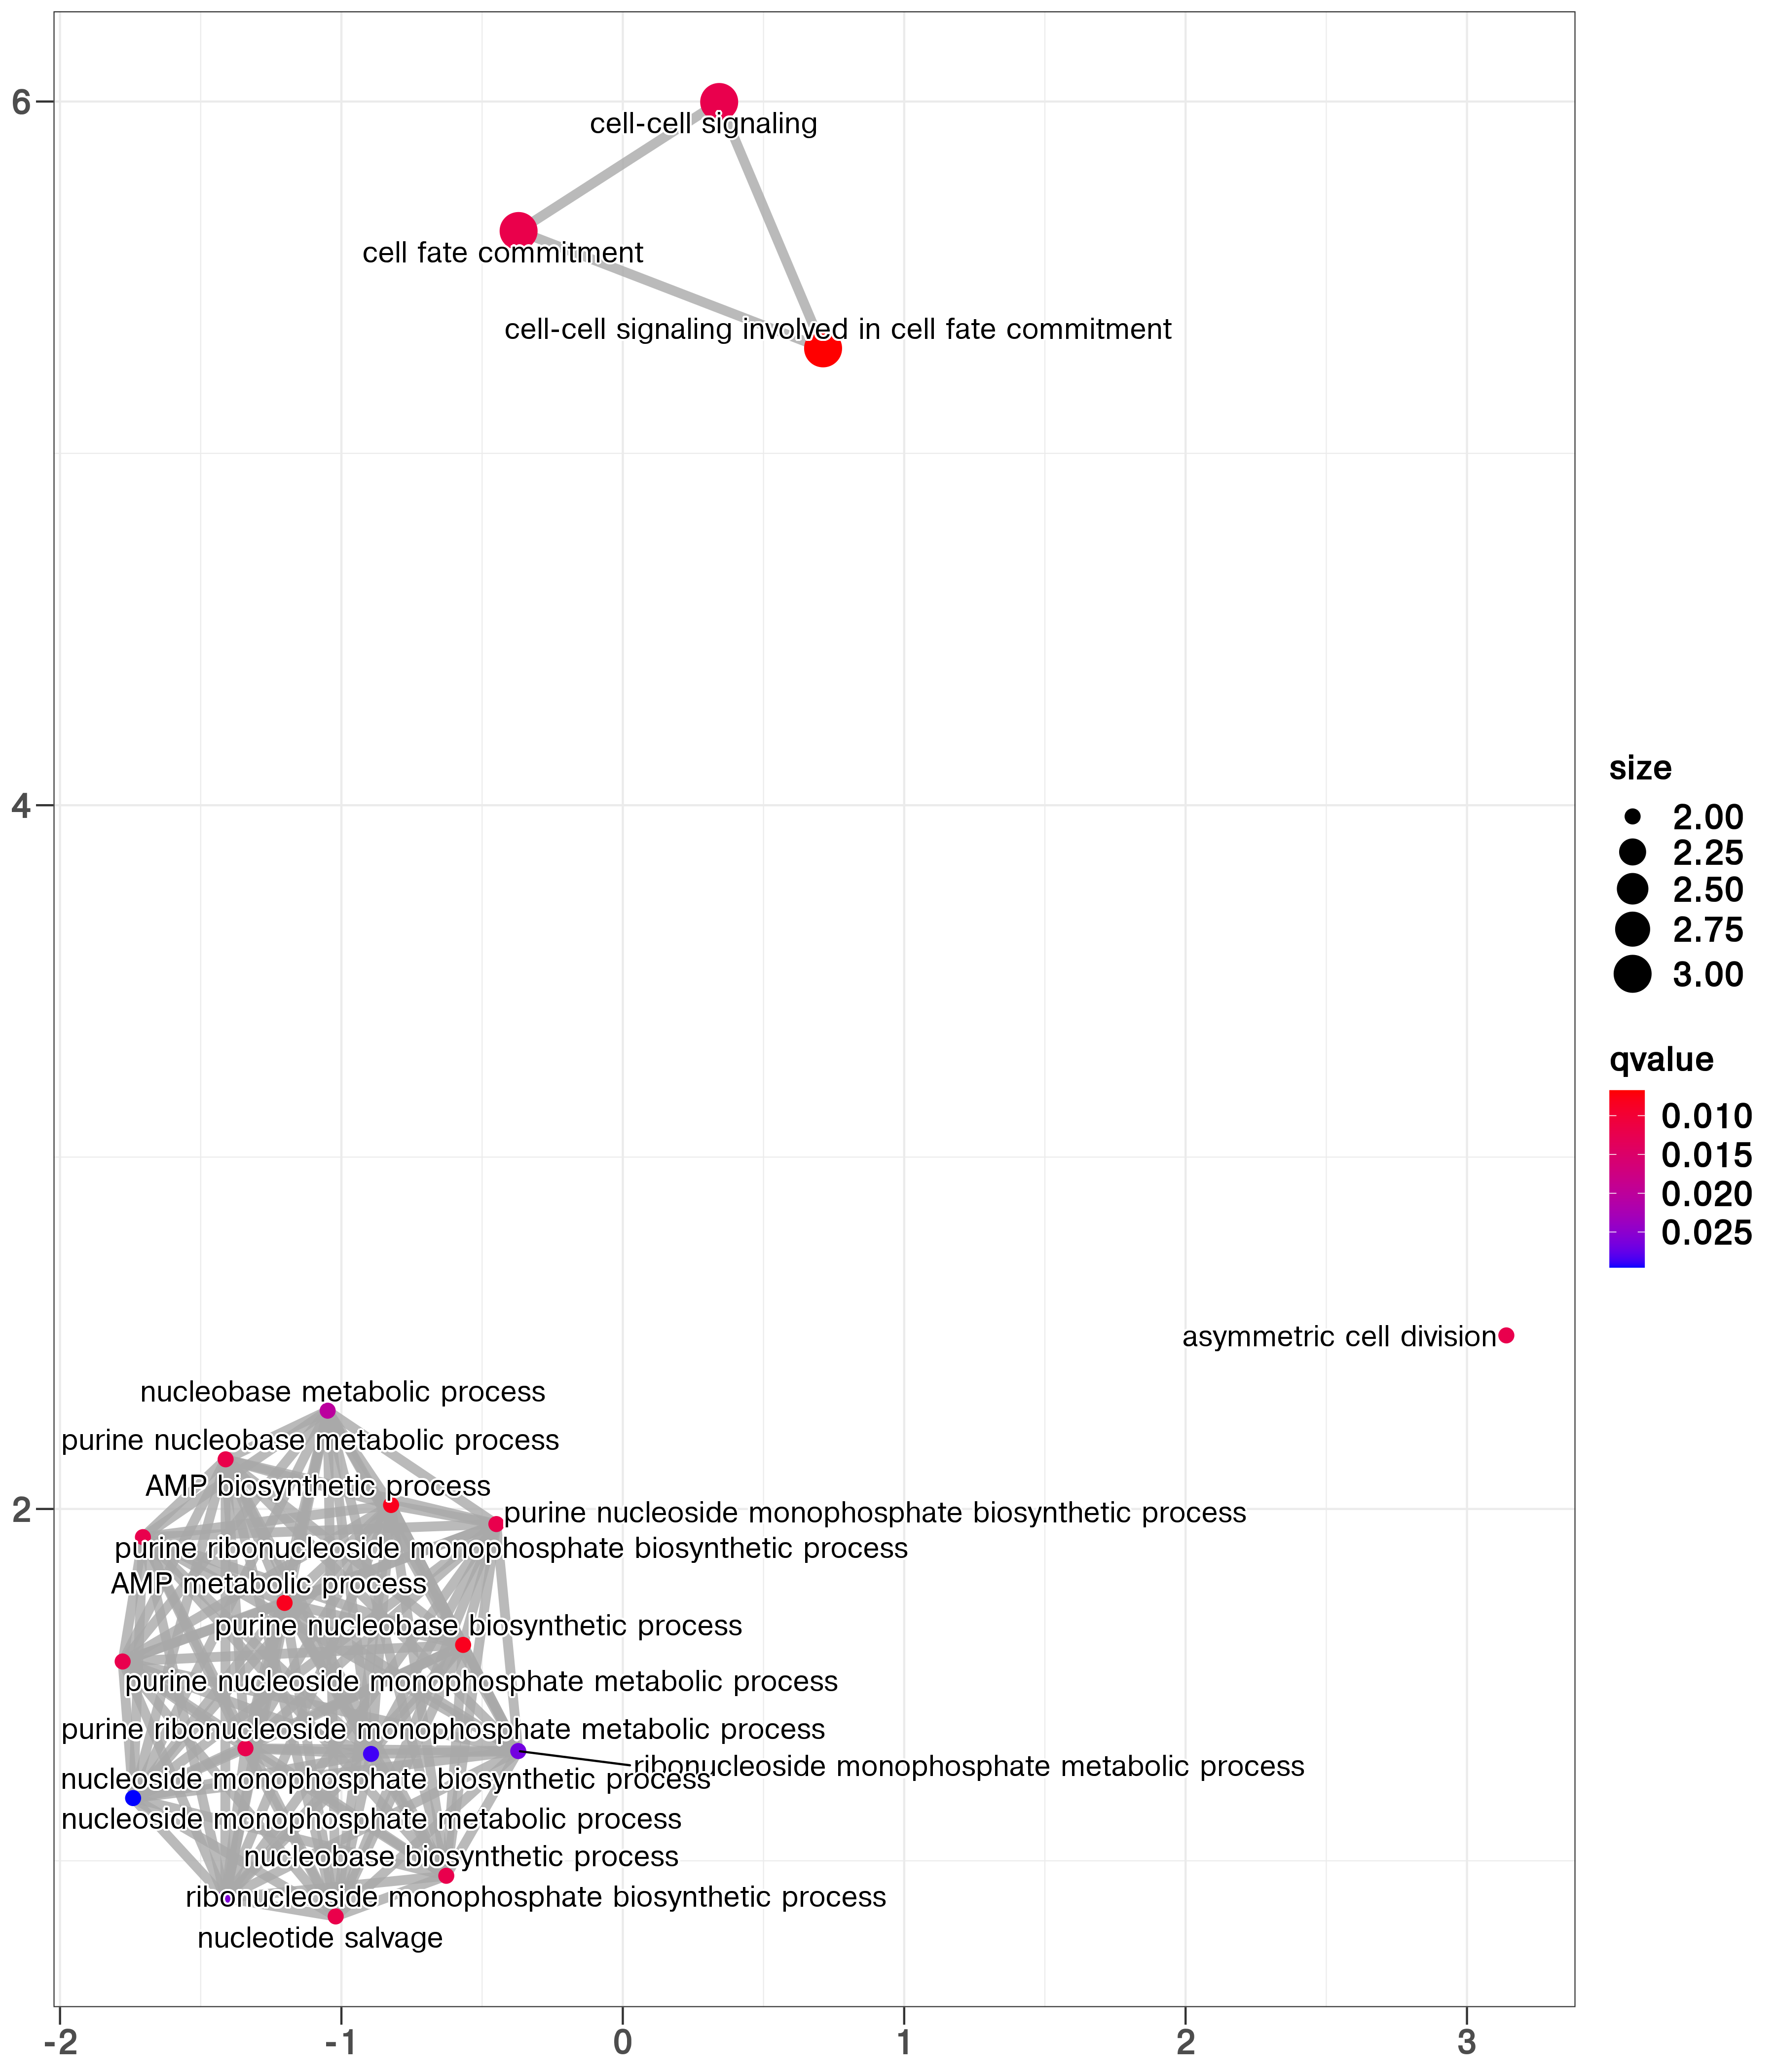 6
cell-cell signaling
cell fate commitment
cell-cell signaling involved in cell fate commitment
4
size
2.00
2.25
2.50
2.75
3.00
qvalue
0.010
0.015
0.020
0.025
asymmetric cell division
nucleobase metabolic process
purine nucleobase metabolic process
AMP biosynthetic process
2
purine nucleoside monophosphate biosynthetic process
purine ribonucleoside monophosphate biosynthetic process
AMP metabolic process
purine nucleobase biosynthetic process
purine nucleoside monophosphate metabolic process
purine ribonucleoside monophosphate metabolic process
ribonucleoside monophosphate metabolic process
nucleoside monophosphate biosynthetic process
nucleoside monophosphate metabolic process
nucleobase biosynthetic process
ribonucleoside monophosphate biosynthetic process
nucleotide salvage
-2
-1
0
1
2
3